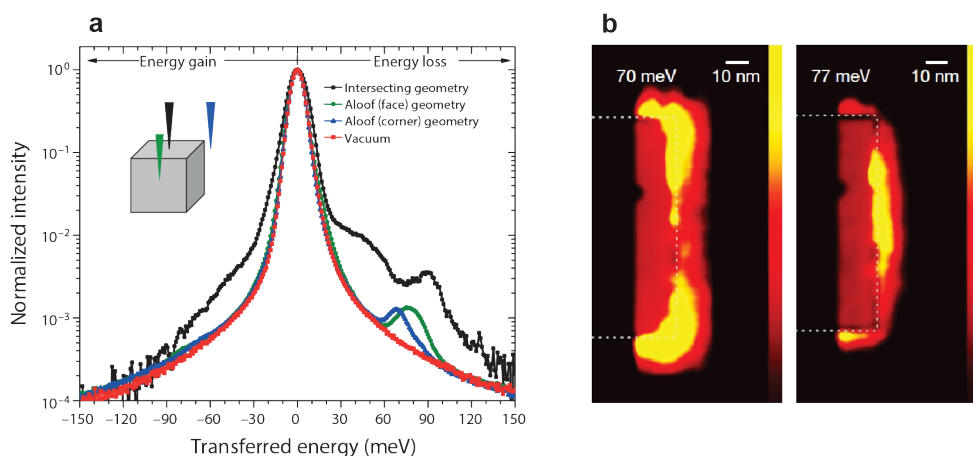 a
Energy gain
Energy loss
Intersecting geometry
Aloof (face) geometry
Aloof (corner) geometry
Vacuum
Normalized intensity
10⁰
10⁻¹
10⁻²
10⁻³
10⁻⁴
−150 −120 −90 −60 −30 0 30 60 90 120 150
Transferred energy (meV)
b
70 meV 10 nm
77 meV 10 nm